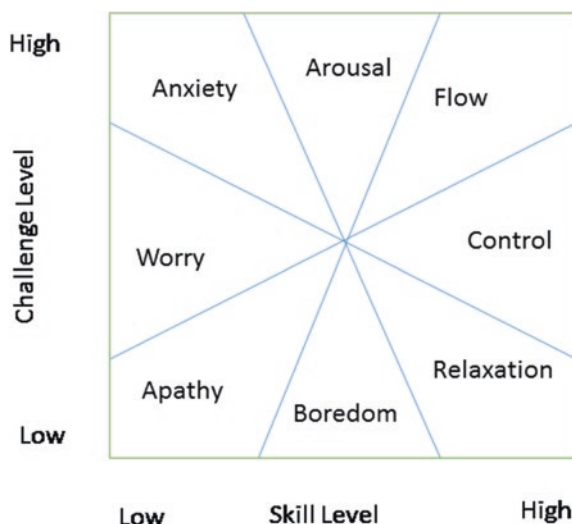 High
Anxiety
Arousal
Flow
Challenge Level
Worry
Control
Apathy
Boredom
Relaxation
Low
Low
Skill Level
High